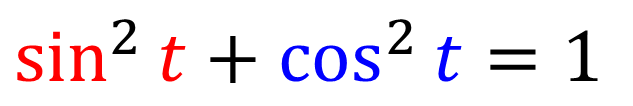 sin² t + cos² t = 1